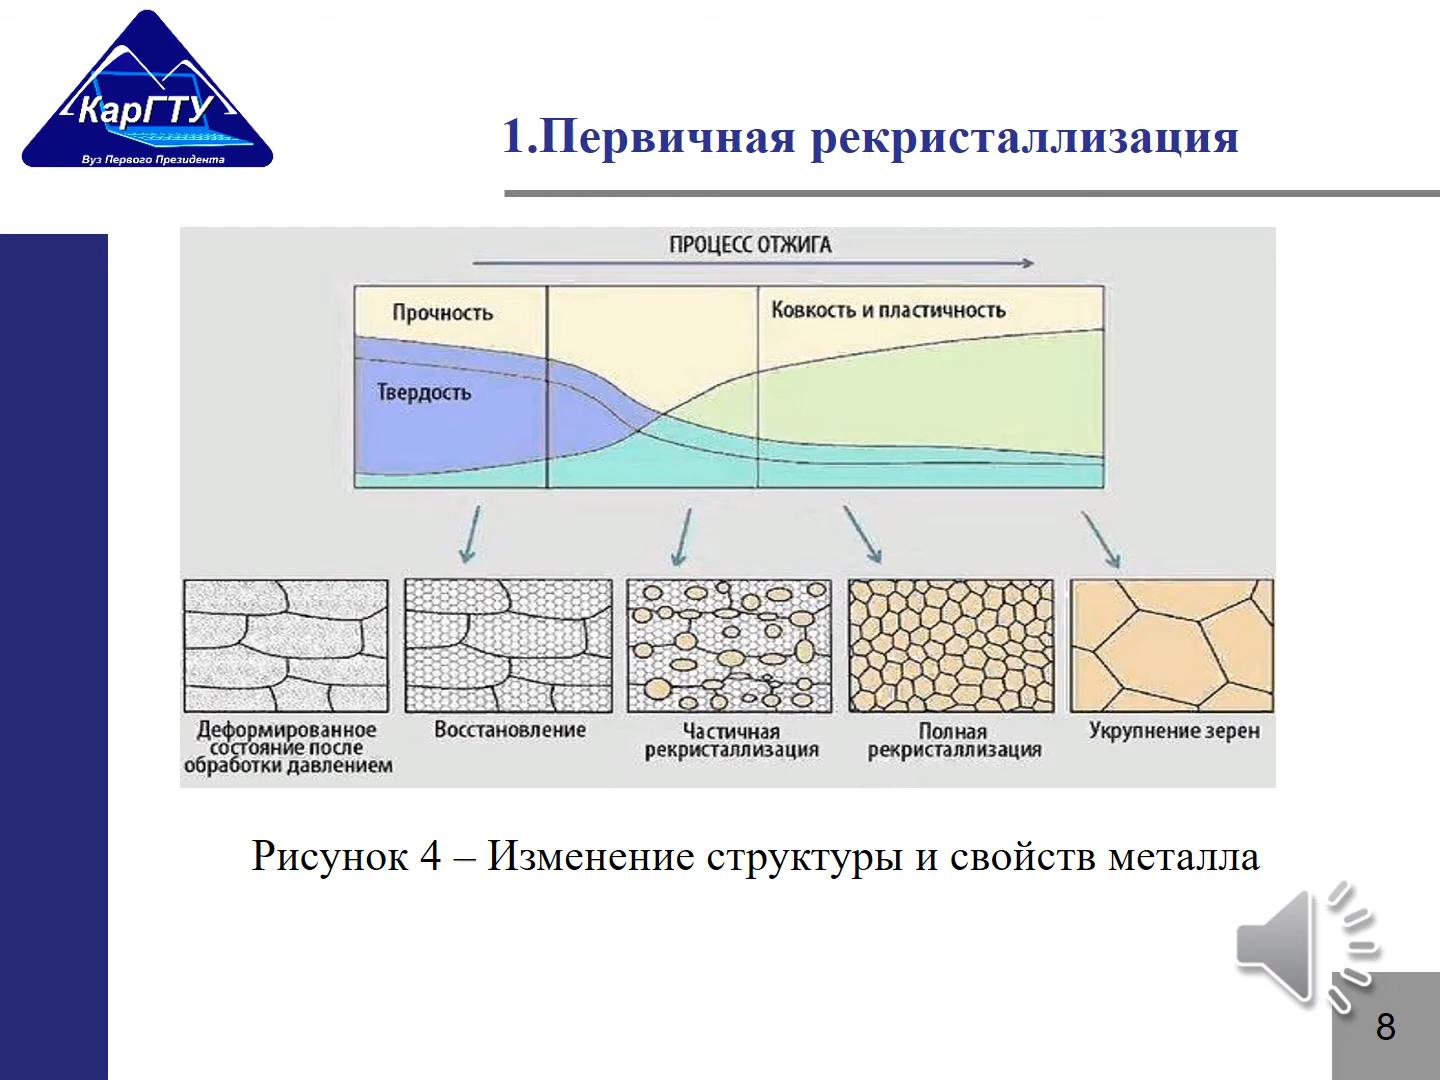 КарГТУ
Вуз Первого Президента
1.Первичная рекристаллизация
ПРОЦЕСС ОТЖИГА
Прочность
Ковкость и пластичность
Твердость
Деформированное
состояние после
обработки давлением
Восстановление
Частичная
рекристаллизация
Полная
рекристаллизация
Укрупнение зерен
Рисунок 4 – Изменение структуры и свойств металла
8